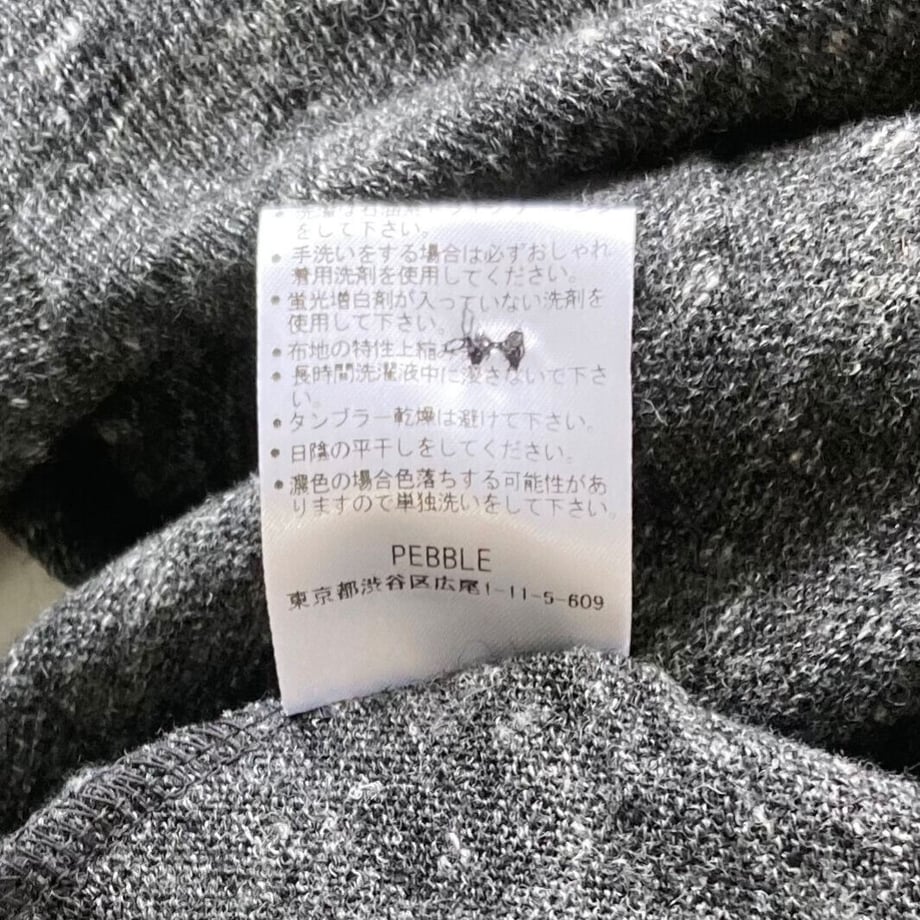 をして下さい。
• 手洗いをする場合は必ずおしゃれ
着用洗剤を使用してください。
• 蛍光増白剤が入っていない洗剤を
使用して下さい。
• 布地の特性上縮み
• 長時間洗濯液中に浸さないで下さ
い。
• タンブラー乾燥は避けて下さい。
• 日陰の平干しをしてください。
• 濃色の場合色落ちする可能性があ
りますので単独洗いをして下さい。
PEBBLE
東京都渋谷区広尾1-11-5-609